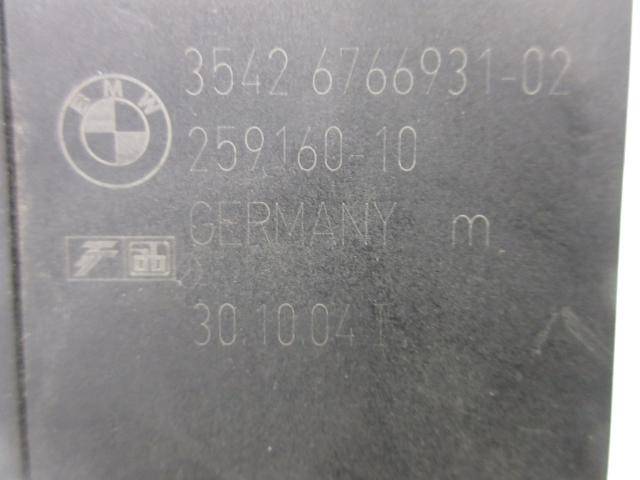 3542 6766931-02
BMW
259160-10
GERMANY m
30.10.04 I